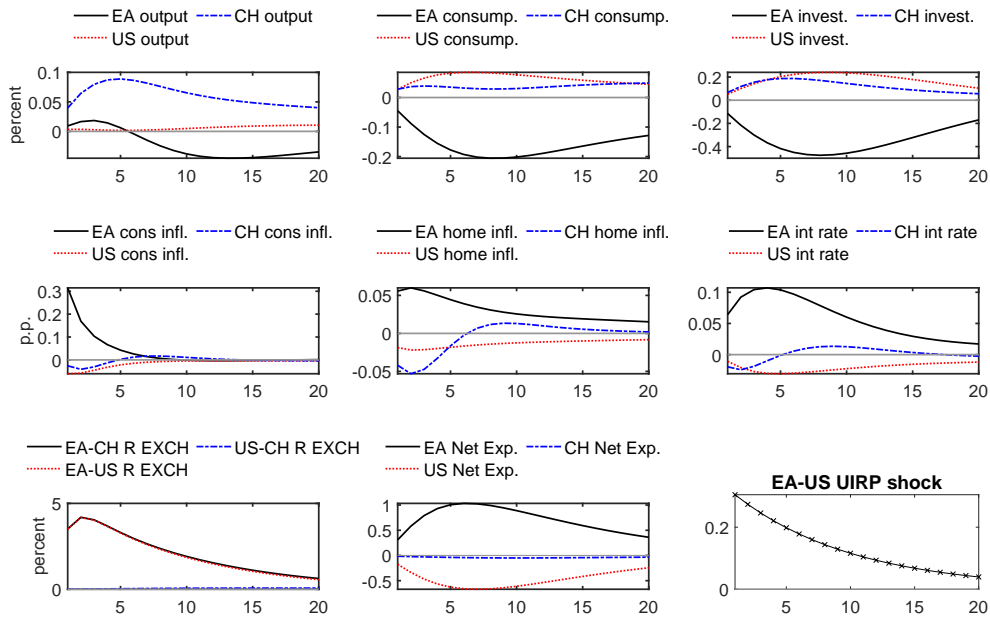 EA output CH output
US output
EA consump. CH consump.
US consump.
EA invest. CH invest.
US invest.
percent
0.1
0.05
0
5 10 15 20
0
-0.1
-0.2
5 10 15 20
0.2
0
-0.2
-0.4
5 10 15 20
EA cons infl. CH cons infl.
US cons infl.
EA home infl. CH home infl.
US home infl.
EA int rate CH int rate
US int rate
p.p.
0.3
0.2
0.1
0.0
5 10 15 20
0.05
0
-0.05
5 10 15 20
0.1
0.05
0
5 10 15 20
EA-CH R EXCH US-CH R EXCH
EA-US R EXCH
EA Net Exp. CH Net Exp.
US Net Exp.
EA-US UIRP shock
percent
5
0
5 10 15 20
1
0.5
0
-0.5
5 10 15 20
0.2
0
5 10 15 20